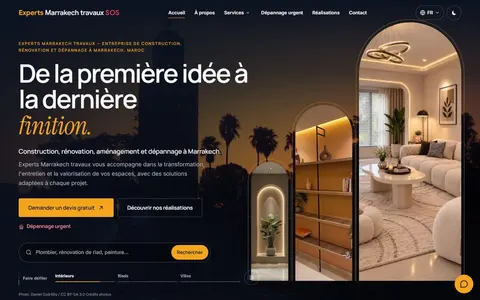 Experts Marrakech travaux SOS
Accueil
À propos
Services
Dépannage urgent
Réalisations
Contact
FR
EXPERTS MARRAKECH TRAVAUX — ENTREPRISE DE CONSTRUCTION,
RÉNOVATION ET DÉPANNAGE À MARRAKECH, MAROC
De la première idée à
la dernière
finition.
Construction, rénovation, aménagement et dépannage à Marrakech.
Experts Marrakech travaux vous accompagne dans la transformation,
l'entretien et la valorisation de vos espaces, avec des solutions
adaptées à chaque projet.
Demander un devis gratuit
Découvrir nos réalisations
Dépannage urgent
Plombier, rénovation de riad, peinture...
Rechercher
Faire défiler
Intérieurs
Riads
Villas